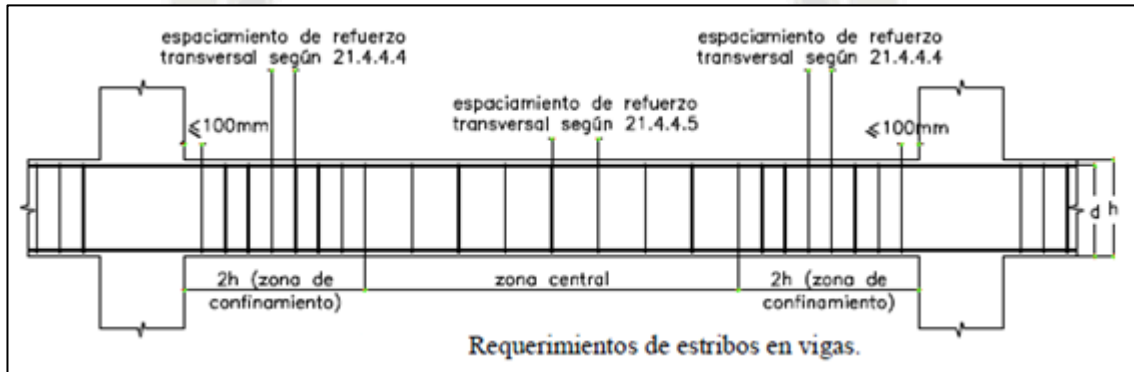 espaciamiento de refuerzo
transversal según 21.4.4.4
espaciamiento de refuerzo
transversal según 21.4.4.4
espaciamiento de refuerzo
transversal según 21.4.4.5
⩽100mm
⩽100mm
d
h
2h (zona de
confinamiento)
zona central
2h (zona de
confinamiento)
Requerimientos de estribos en vigas.